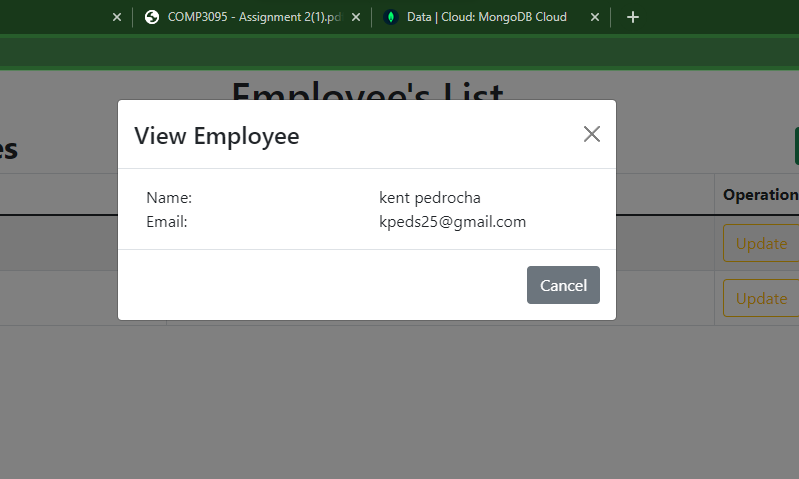 COMP3095 - Assignment 2(1).pd
Data | Cloud: MongoDB Cloud
Employee's List
View Employee
es
Name: kent pedrocha
Email: kpeds25@gmail.com
Operation
Update
Cancel
Update